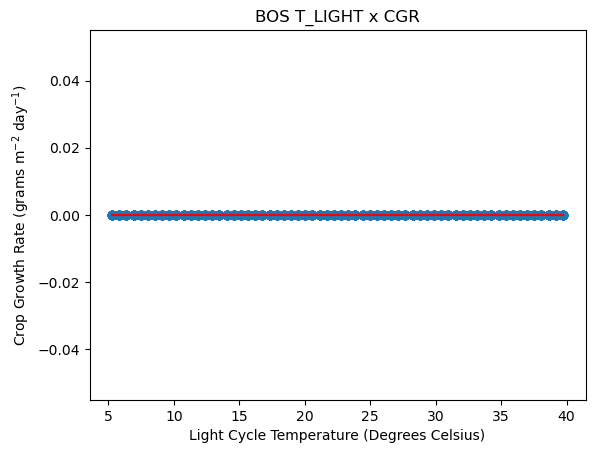 BOS T_LIGHT x CGR
Crop Growth Rate (grams m⁻² day⁻¹)
0.04
0.02
0.00
−0.02
−0.04
5 10 15 20 25 30 35 40
Light Cycle Temperature (Degrees Celsius)